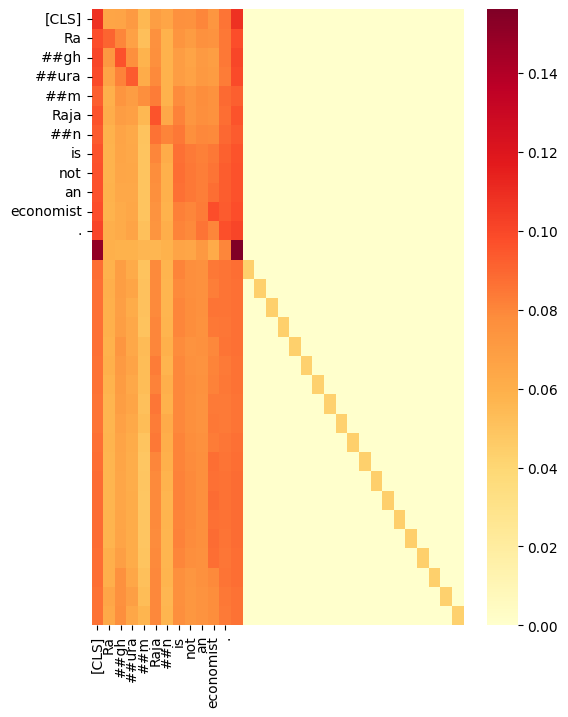 [CLS]
Ra
##gh
##ura
##m
Raja
##n
is
not
an
economist
.
[CLS]
Ra
##gh
##ura
##m
Raja
##n
is
not
an
economist
.
0.14
0.12
0.10
0.08
0.06
0.04
0.02
0.00